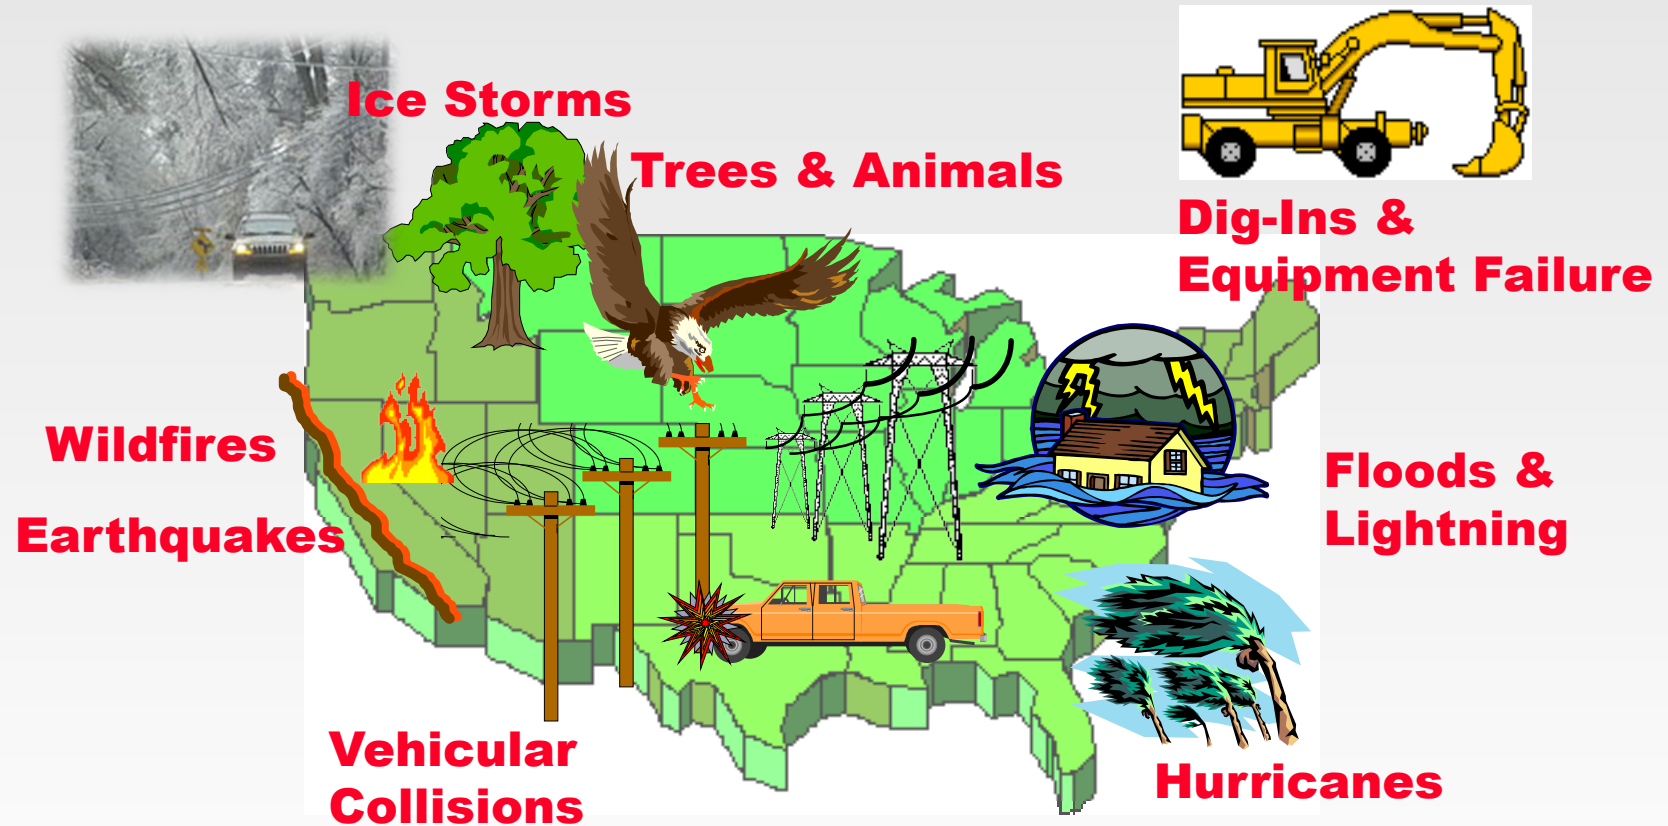 Ice Storms
Trees & Animals
Dig-Ins &
Equipment Failure
Wildfires
Earthquakes
Floods &
Lightning
Vehicular
Collisions
Hurricanes